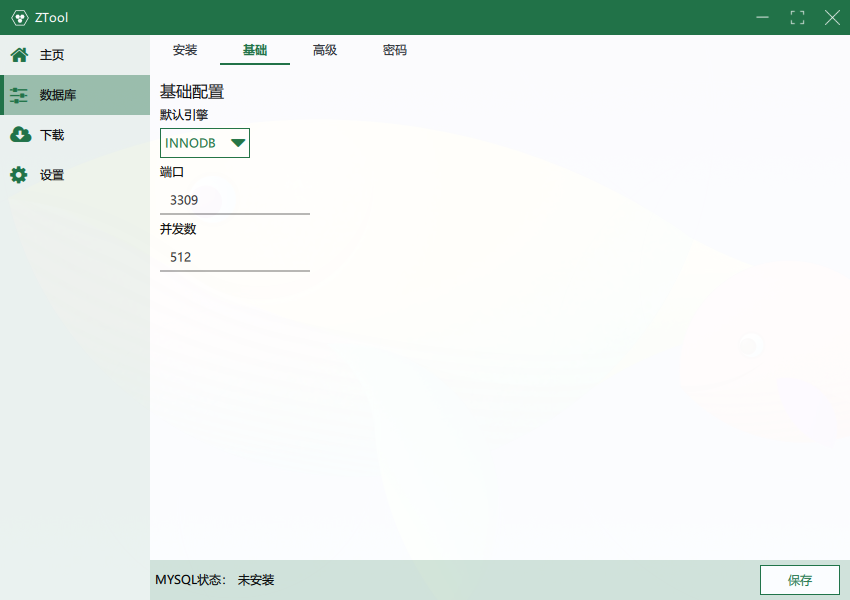 ZTool
主页
数据库
下载
设置
安装 基础 高级 密码
基础配置
默认引擎
INNODB
端口
3309
并发数
512
MYSQL状态： 未安装
保存